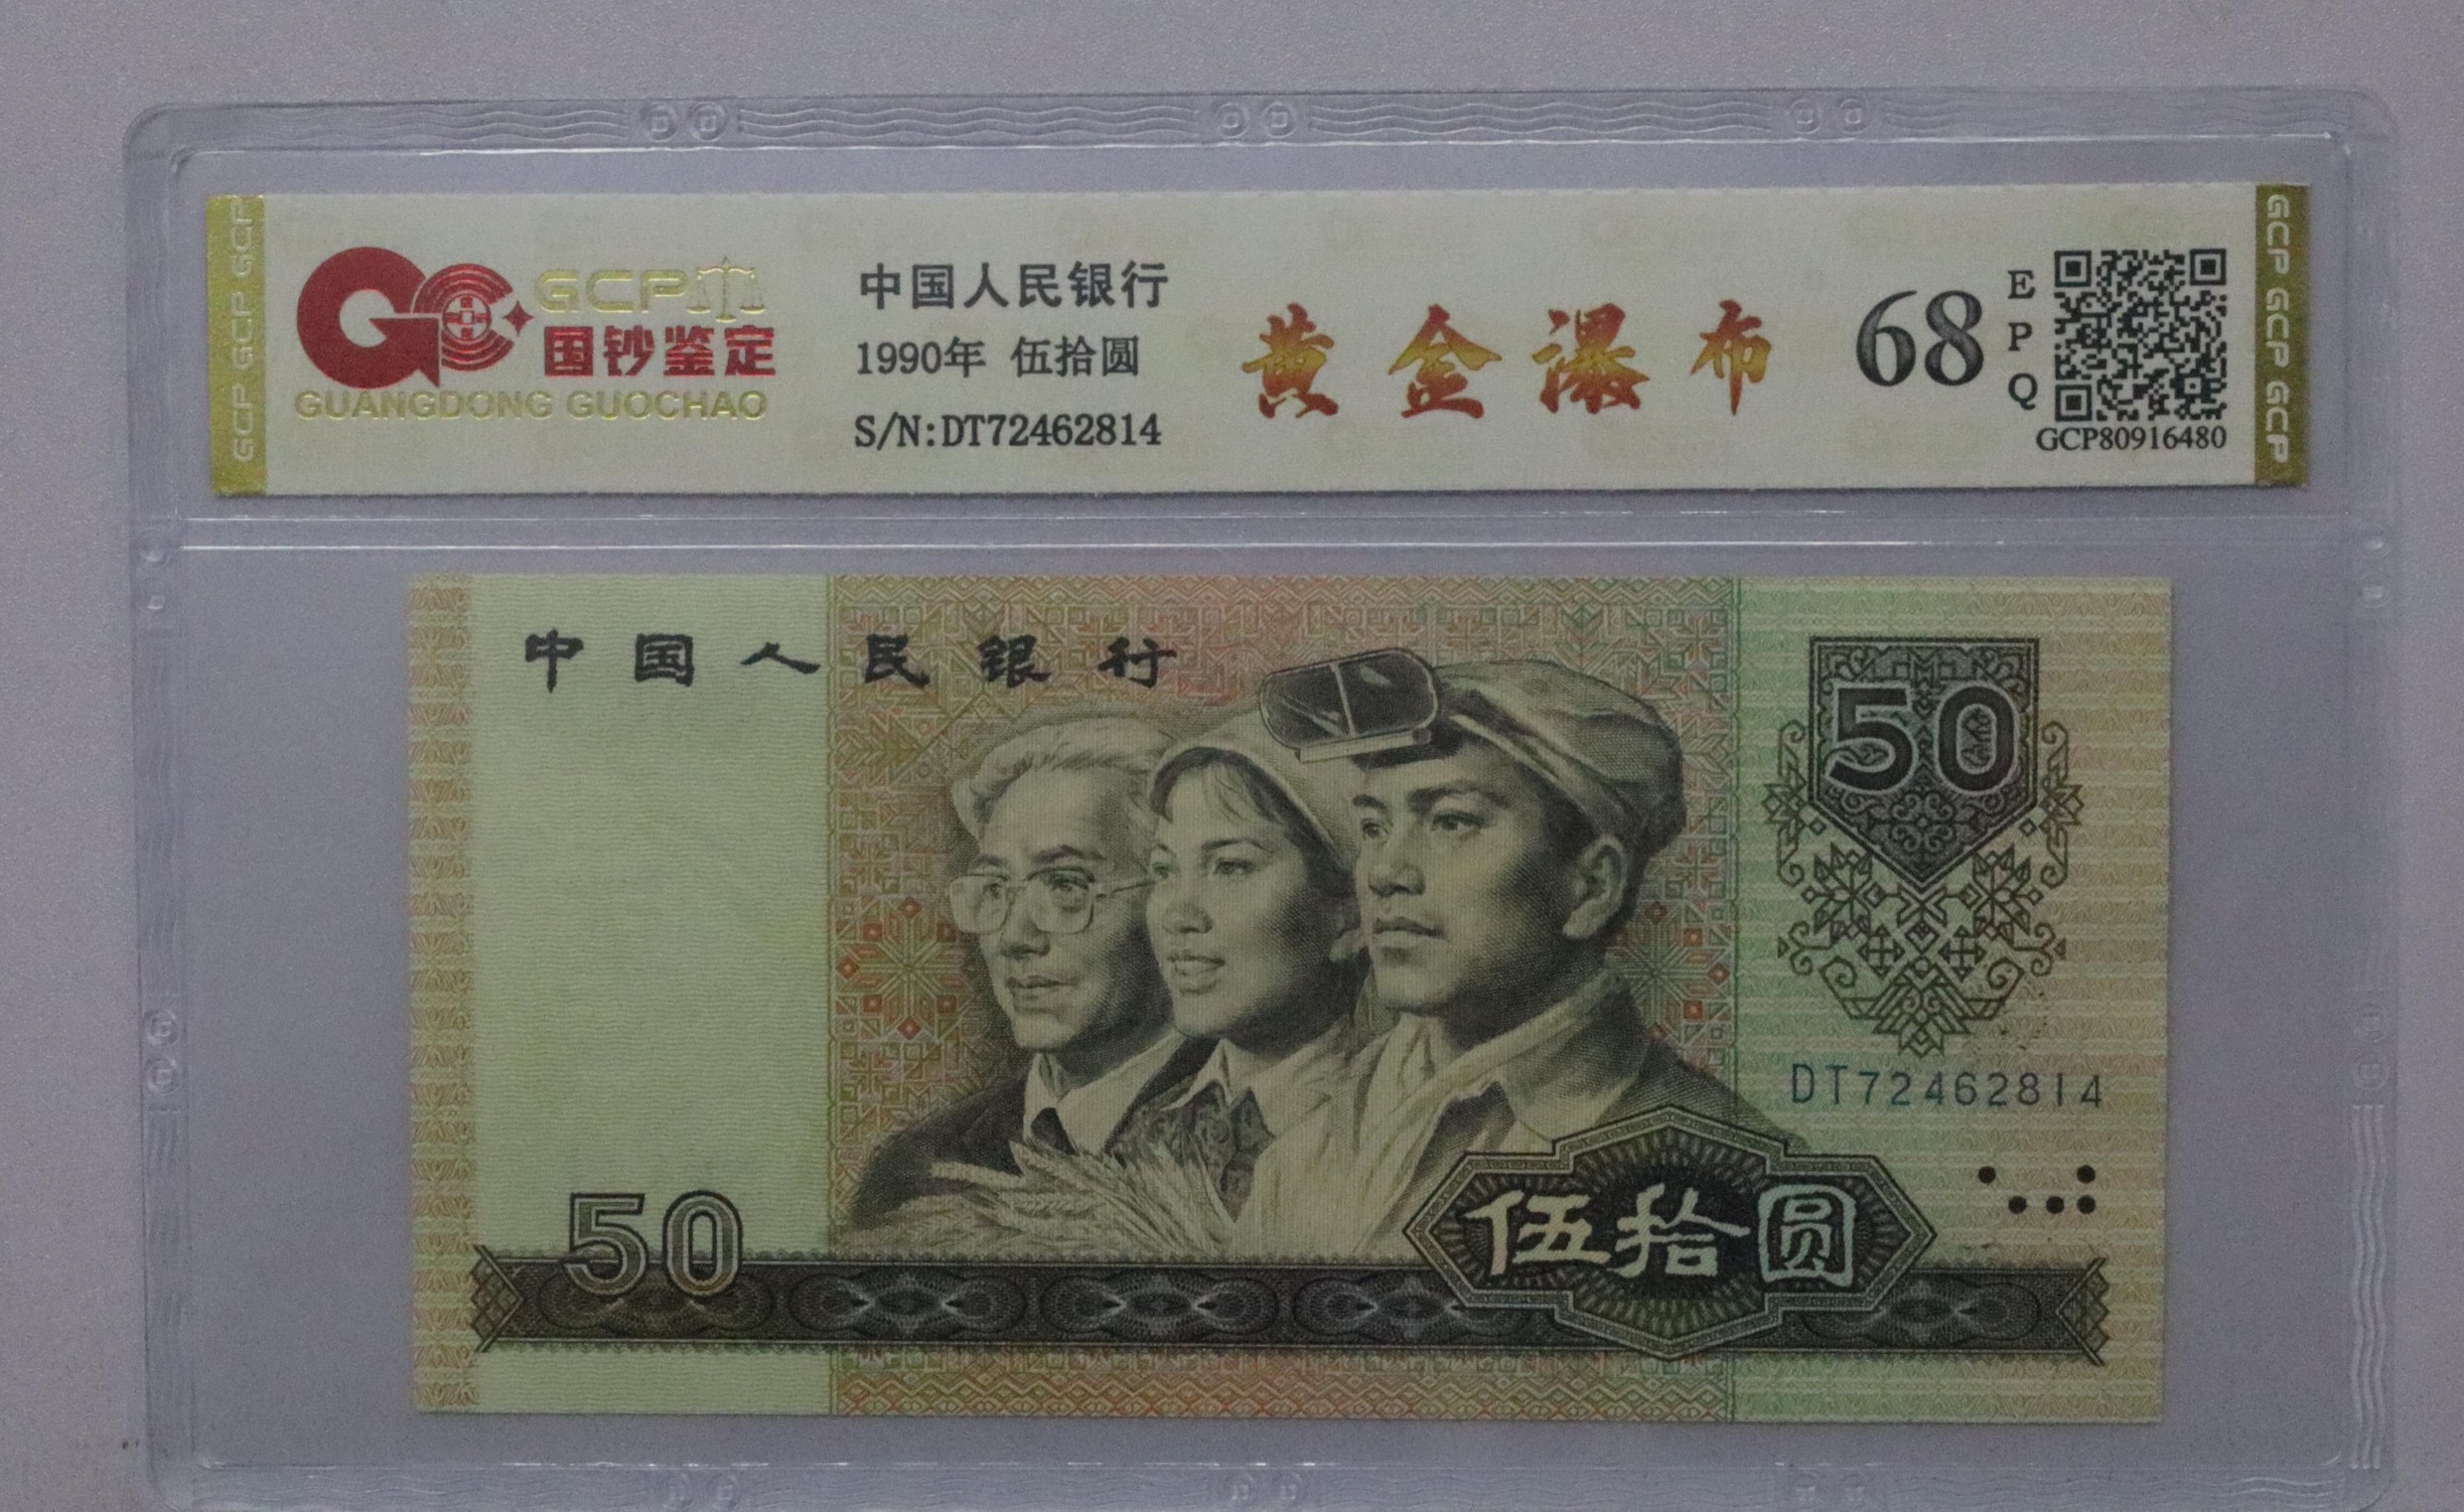 GCP GCP GCP
GCP
国钞鉴定
GUANGDONG GUOCHAO
中国人民银行
1990年 伍拾圆
S/N:DT72462814
黄金瀑布
68
EPQ
GCP80916480
GCP GCP GCP
中国人民银行
50
DT72462814
50
伍拾圆